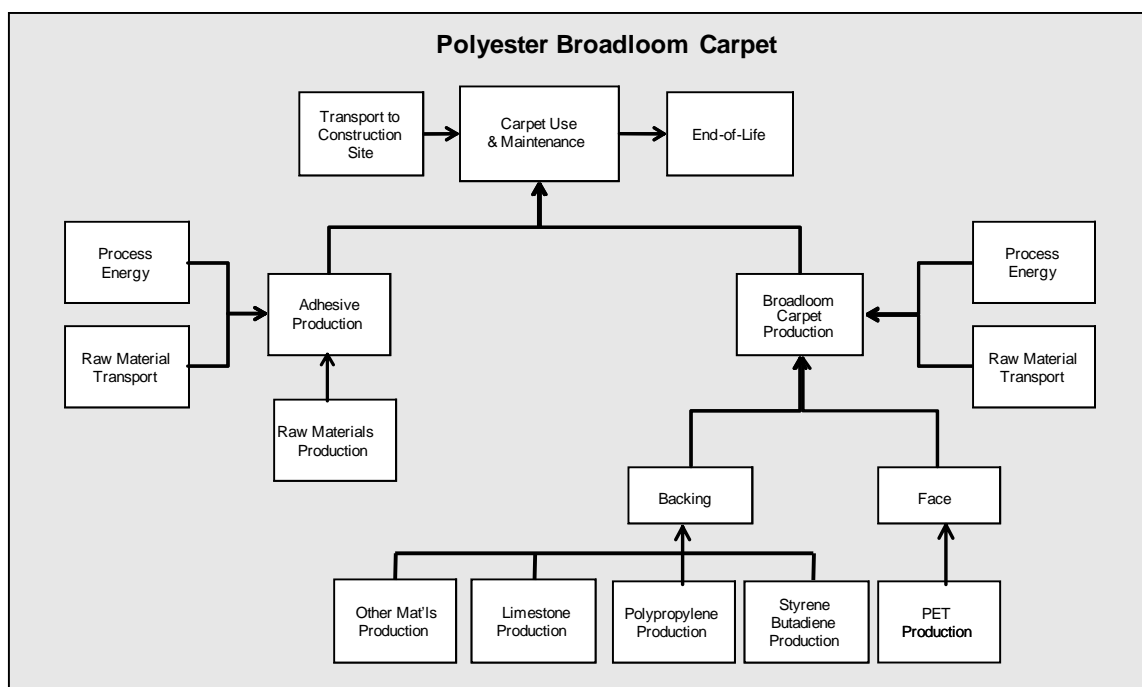 Polyester Broadloom Carpet
Transport to
Construction
Site
Carpet Use
& Maintenance
End-of-Life
Process
Energy
Raw Material
Transport
Adhesive
Production
Raw Materials
Production
Broadloom
Carpet
Production
Process
Energy
Raw Material
Transport
Backing
Face
Other Mat'ls
Production
Limestone
Production
Polypropylene
Production
Styrene
Butadiene
Production
PET
Production